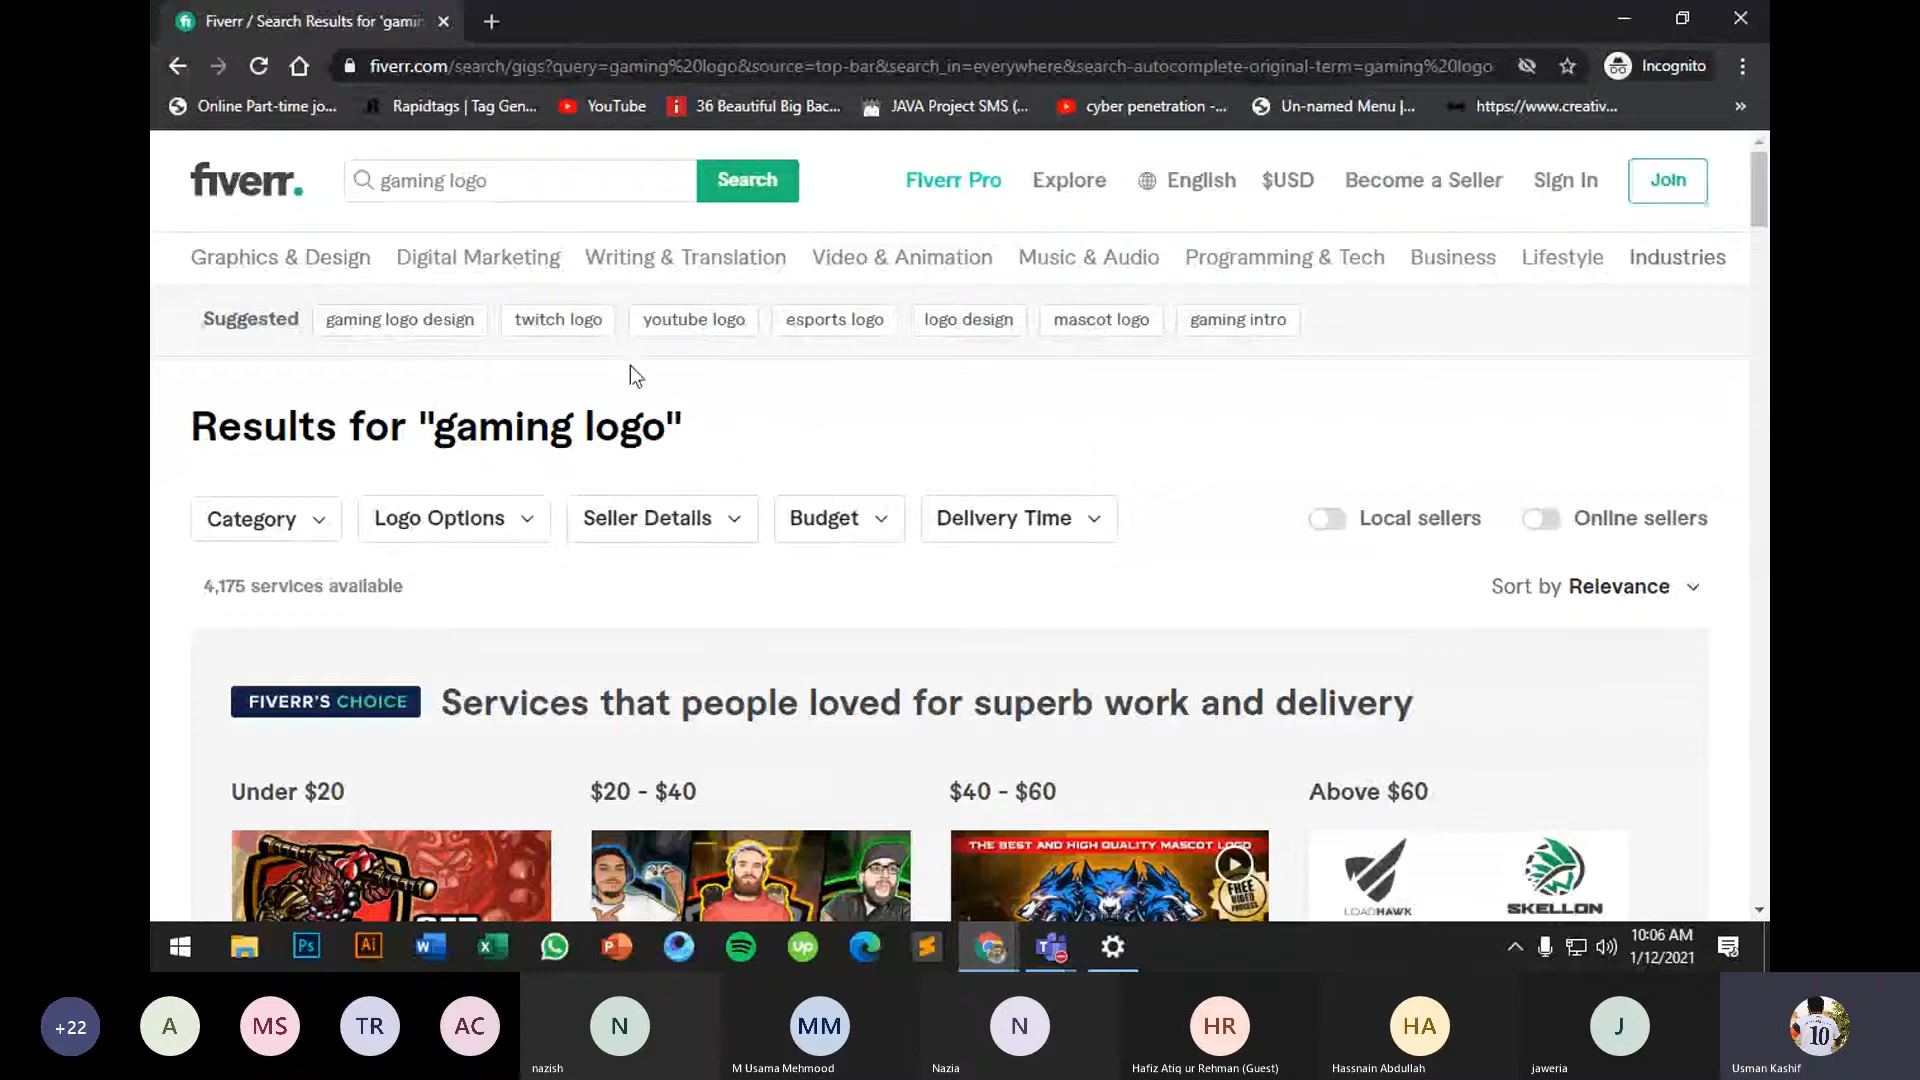 Fiverr / Search Results for 'gamin
fiverr.com/search/gigs?query=gaming%20logo&source=top-bar&search_in=everywhere&search-autocomplete-original-term=gaming%20logo
Incognito
Online Part-time jo...
Rapidtags | Tag Gen...
YouTube
36 Beautiful Big Bac...
JAVA Project SMS (...
cyber penetration -...
Un-named Menu |...
https://www.creativ...
»
fiverr.
gaming logo
Search
Fiverr Pro
Explore
English
$USD
Become a Seller
Sign In
Join
Graphics & Design
Digital Marketing
Writing & Translation
Video & Animation
Music & Audio
Programming & Tech
Business
Lifestyle
Industries
Suggested
gaming logo design
twitch logo
youtube logo
esports logo
logo design
mascot logo
gaming intro
Results for "gaming logo"
Category
Logo Options
Seller Details
Budget
Delivery Time
Local sellers
Online sellers
4,175 services available
Sort by Relevance
FIVERR'S CHOICE
Services that people loved for superb work and delivery
Under $20
$20 - $40
$40 - $60
Above $60
THE BEST AND HIGH QUALITY MASCOT LOGO
FREE
VIDEO
PROCESS
LOADHAWK
SKELLON
Ps
Ai
W
X
P
up
T
10:06 AM
1/12/2021
+22
A
MS
TR
AC
N
MM
N
HR
HA
J
10
nazish
M Usama Mehmood
Nazia
Hafiz Atiq ur Rehman (Guest)
Hassnain Abdullah
jaweria
Usman Kashif